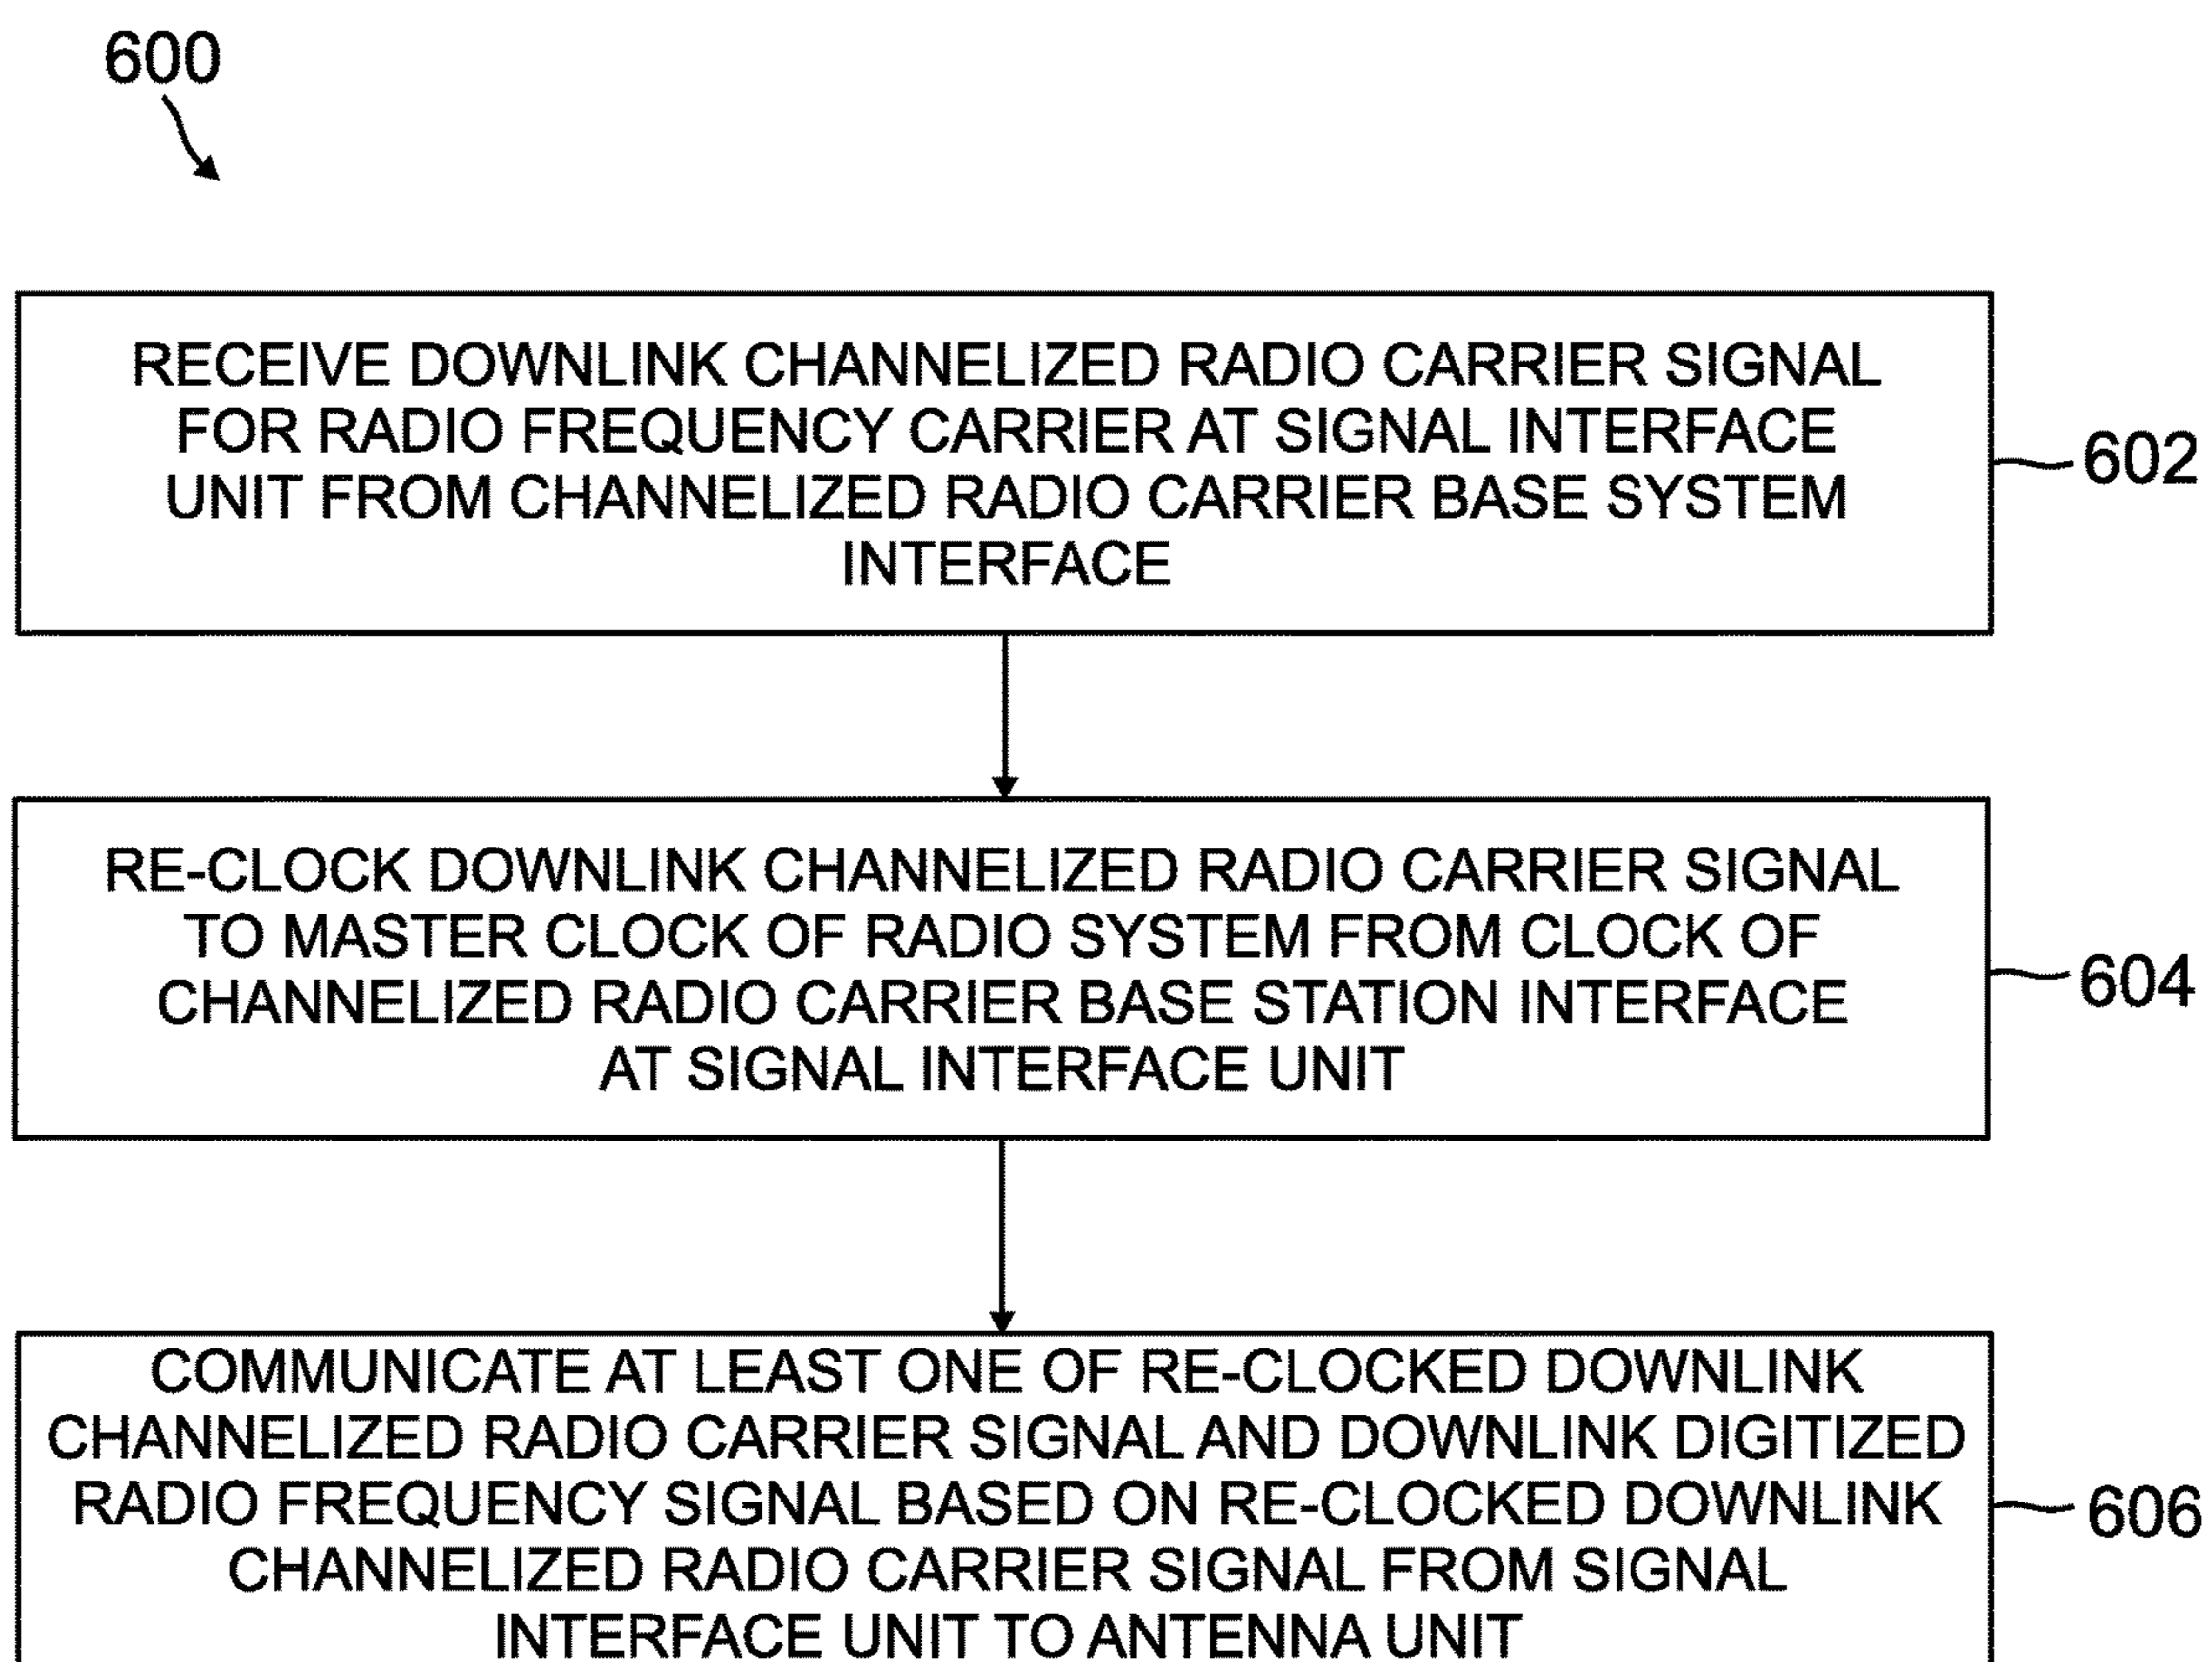 600
RECEIVE DOWNLINK CHANNELIZED RADIO CARRIER SIGNAL
FOR RADIO FREQUENCY CARRIER AT SIGNAL INTERFACE
UNIT FROM CHANNELIZED RADIO CARRIER BASE SYSTEM
INTERFACE
602
RE-CLOCK DOWNLINK CHANNELIZED RADIO CARRIER SIGNAL
TO MASTER CLOCK OF RADIO SYSTEM FROM CLOCK OF
CHANNELIZED RADIO CARRIER BASE STATION INTERFACE
AT SIGNAL INTERFACE UNIT
604
COMMUNICATE AT LEAST ONE OF RE-CLOCKED DOWNLINK
CHANNELIZED RADIO CARRIER SIGNAL AND DOWNLINK DIGITIZED
RADIO FREQUENCY SIGNAL BASED ON RE-CLOCKED DOWNLINK
CHANNELIZED RADIO CARRIER SIGNAL FROM SIGNAL
INTERFACE UNIT TO ANTENNA UNIT
606